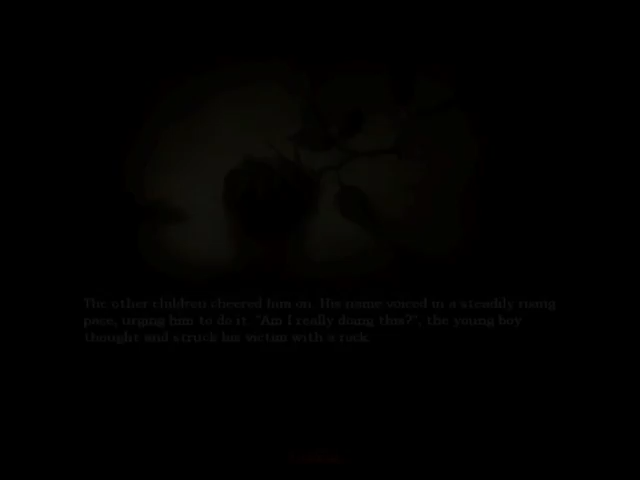 The other children cheered him on. His name voiced in a steadily rising
pace, urging him to do it. "Am I really doing this?", the young boy
thought and struck his victim with a rock.